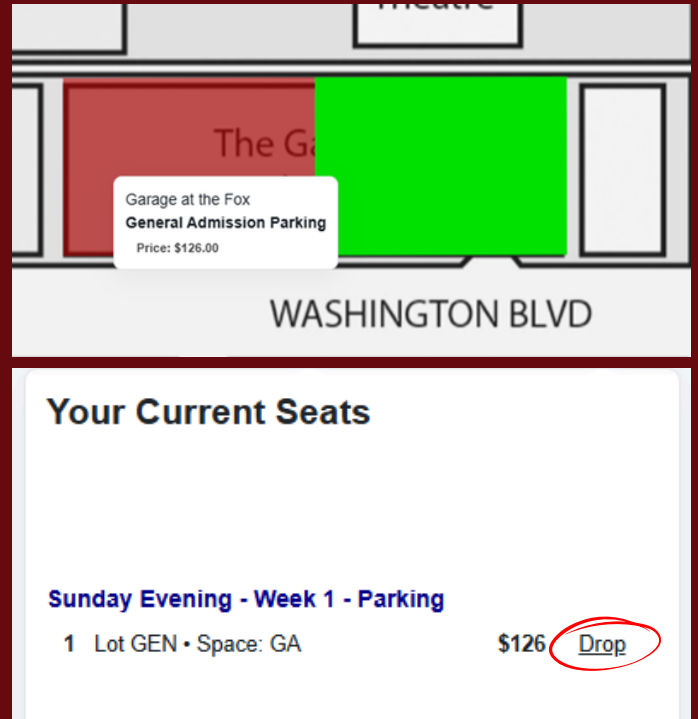 The Ga
Garage at the Fox
General Admission Parking
Price: $126.00
WASHINGTON BLVD
Your Current Seats
Sunday Evening - Week 1 - Parking
1 Lot GEN • Space: GA $126 Drop